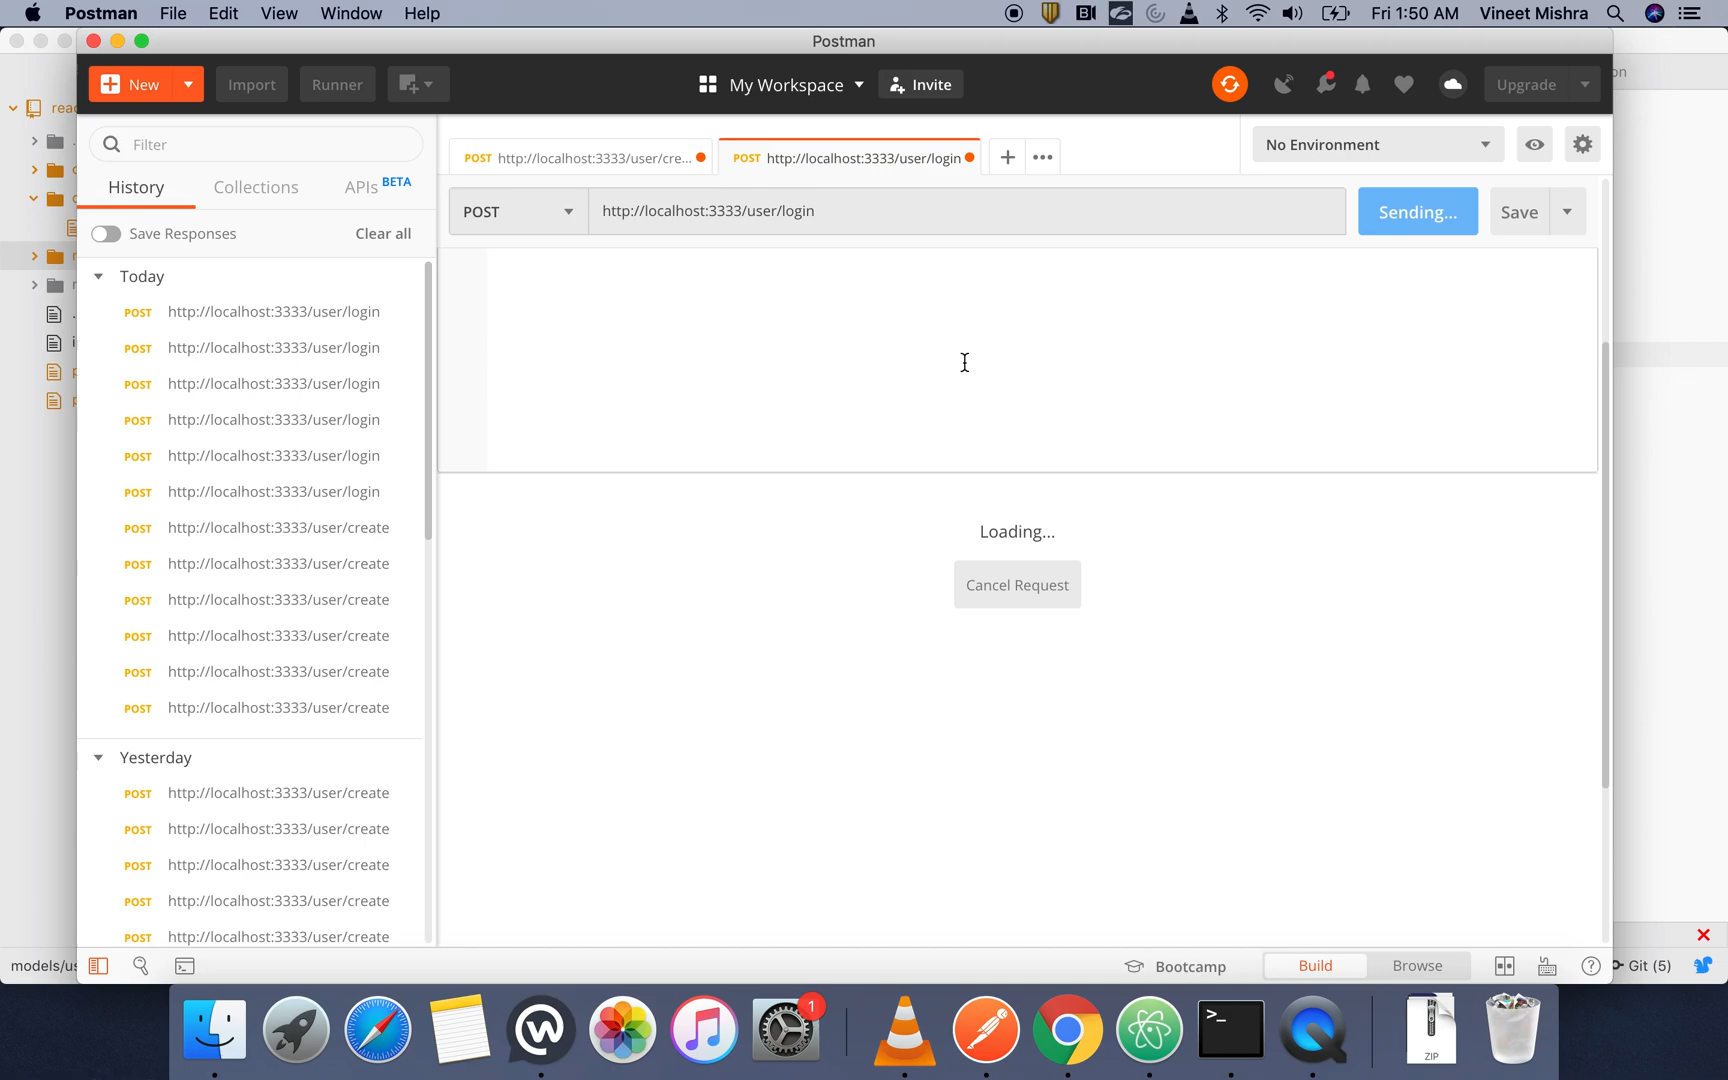 Postman File Edit View Window Help
Fri 1:50 AM Vineet Mishra
Postman
New
Import
Runner
My Workspace
Invite
Upgrade
Filter
History
Collections
APIs BETA
Save Responses
Clear all
POST http://localhost:3333/user/cre...
POST http://localhost:3333/user/login
No Environment
POST
http://localhost:3333/user/login
Sending...
Save
Today
POST http://localhost:3333/user/login
POST http://localhost:3333/user/login
POST http://localhost:3333/user/login
POST http://localhost:3333/user/login
POST http://localhost:3333/user/login
POST http://localhost:3333/user/login
POST http://localhost:3333/user/create
POST http://localhost:3333/user/create
POST http://localhost:3333/user/create
POST http://localhost:3333/user/create
POST http://localhost:3333/user/create
POST http://localhost:3333/user/create
Yesterday
POST http://localhost:3333/user/create
POST http://localhost:3333/user/create
POST http://localhost:3333/user/create
POST http://localhost:3333/user/create
POST http://localhost:3333/user/create
Loading...
Cancel Request
models/us
Bootcamp
Build
Browse
Git (5)
1
>_
ZIP